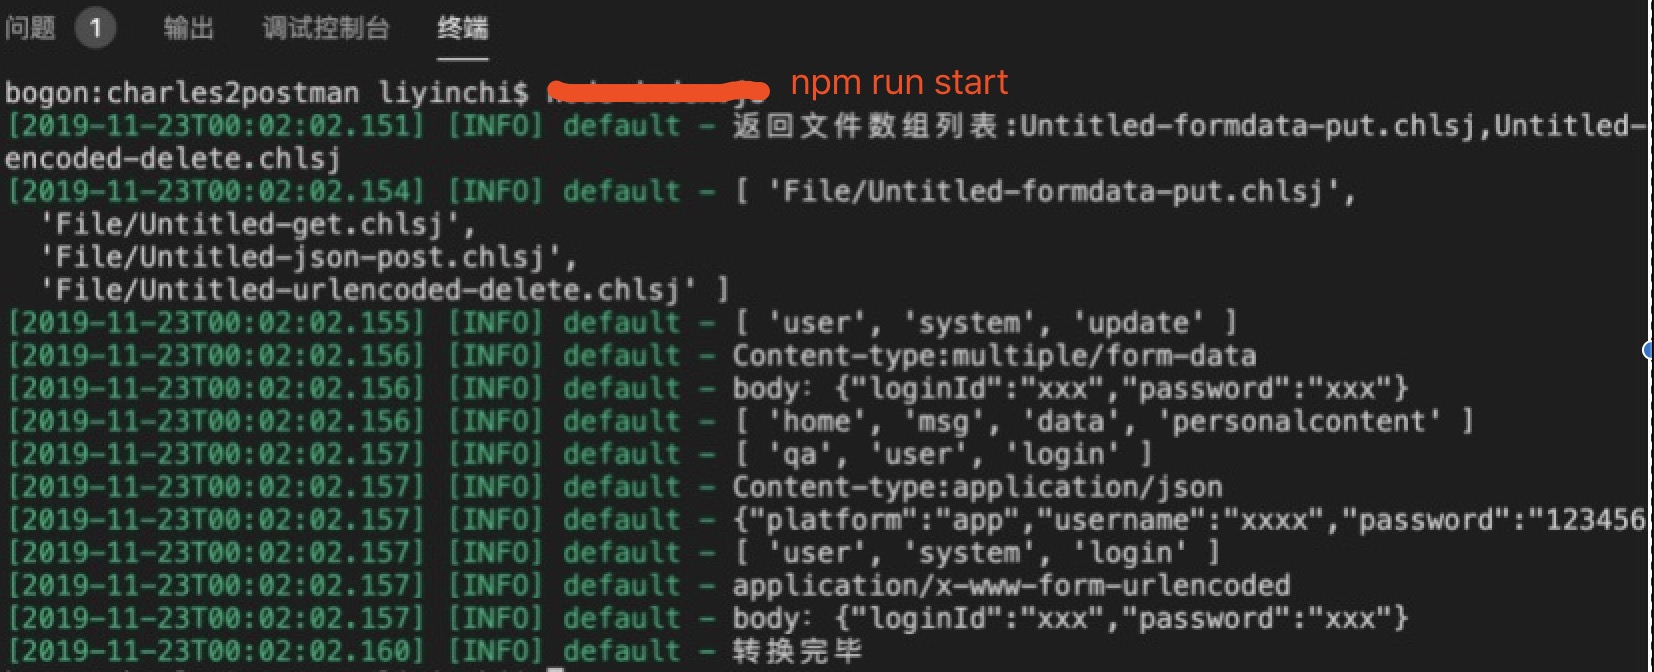 问题 1 输出 调试控制台 终端
bogon:charles2postman liyinchi$ npm run start
[2019-11-23T00:02:02.151] [INFO] default - 返回文件数组列表:Untitled-formdata-put.chlsj,Untitled-
encoded-delete.chlsj
[2019-11-23T00:02:02.154] [INFO] default - [ 'File/Untitled-formdata-put.chlsj',
'File/Untitled-get.chlsj',
'File/Untitled-json-post.chlsj',
'File/Untitled-urlencoded-delete.chlsj' ]
[2019-11-23T00:02:02.155] [INFO] default - [ 'user', 'system', 'update' ]
[2019-11-23T00:02:02.156] [INFO] default - Content-type:multiple/form-data
[2019-11-23T00:02:02.156] [INFO] default - body: {"loginId":"xxx","password":"xxx"}
[2019-11-23T00:02:02.156] [INFO] default - [ 'home', 'msg', 'data', 'personalcontent' ]
[2019-11-23T00:02:02.157] [INFO] default - [ 'qa', 'user', 'login' ]
[2019-11-23T00:02:02.157] [INFO] default - Content-type:application/json
[2019-11-23T00:02:02.157] [INFO] default - {"platform":"app","username":"xxxx","password":"123456
[2019-11-23T00:02:02.157] [INFO] default - [ 'user', 'system', 'login' ]
[2019-11-23T00:02:02.157] [INFO] default - application/x-www-form-urlencoded
[2019-11-23T00:02:02.157] [INFO] default - body: {"loginId":"xxx","password":"xxx"}
[2019-11-23T00:02:02.160] [INFO] default - 转换完毕